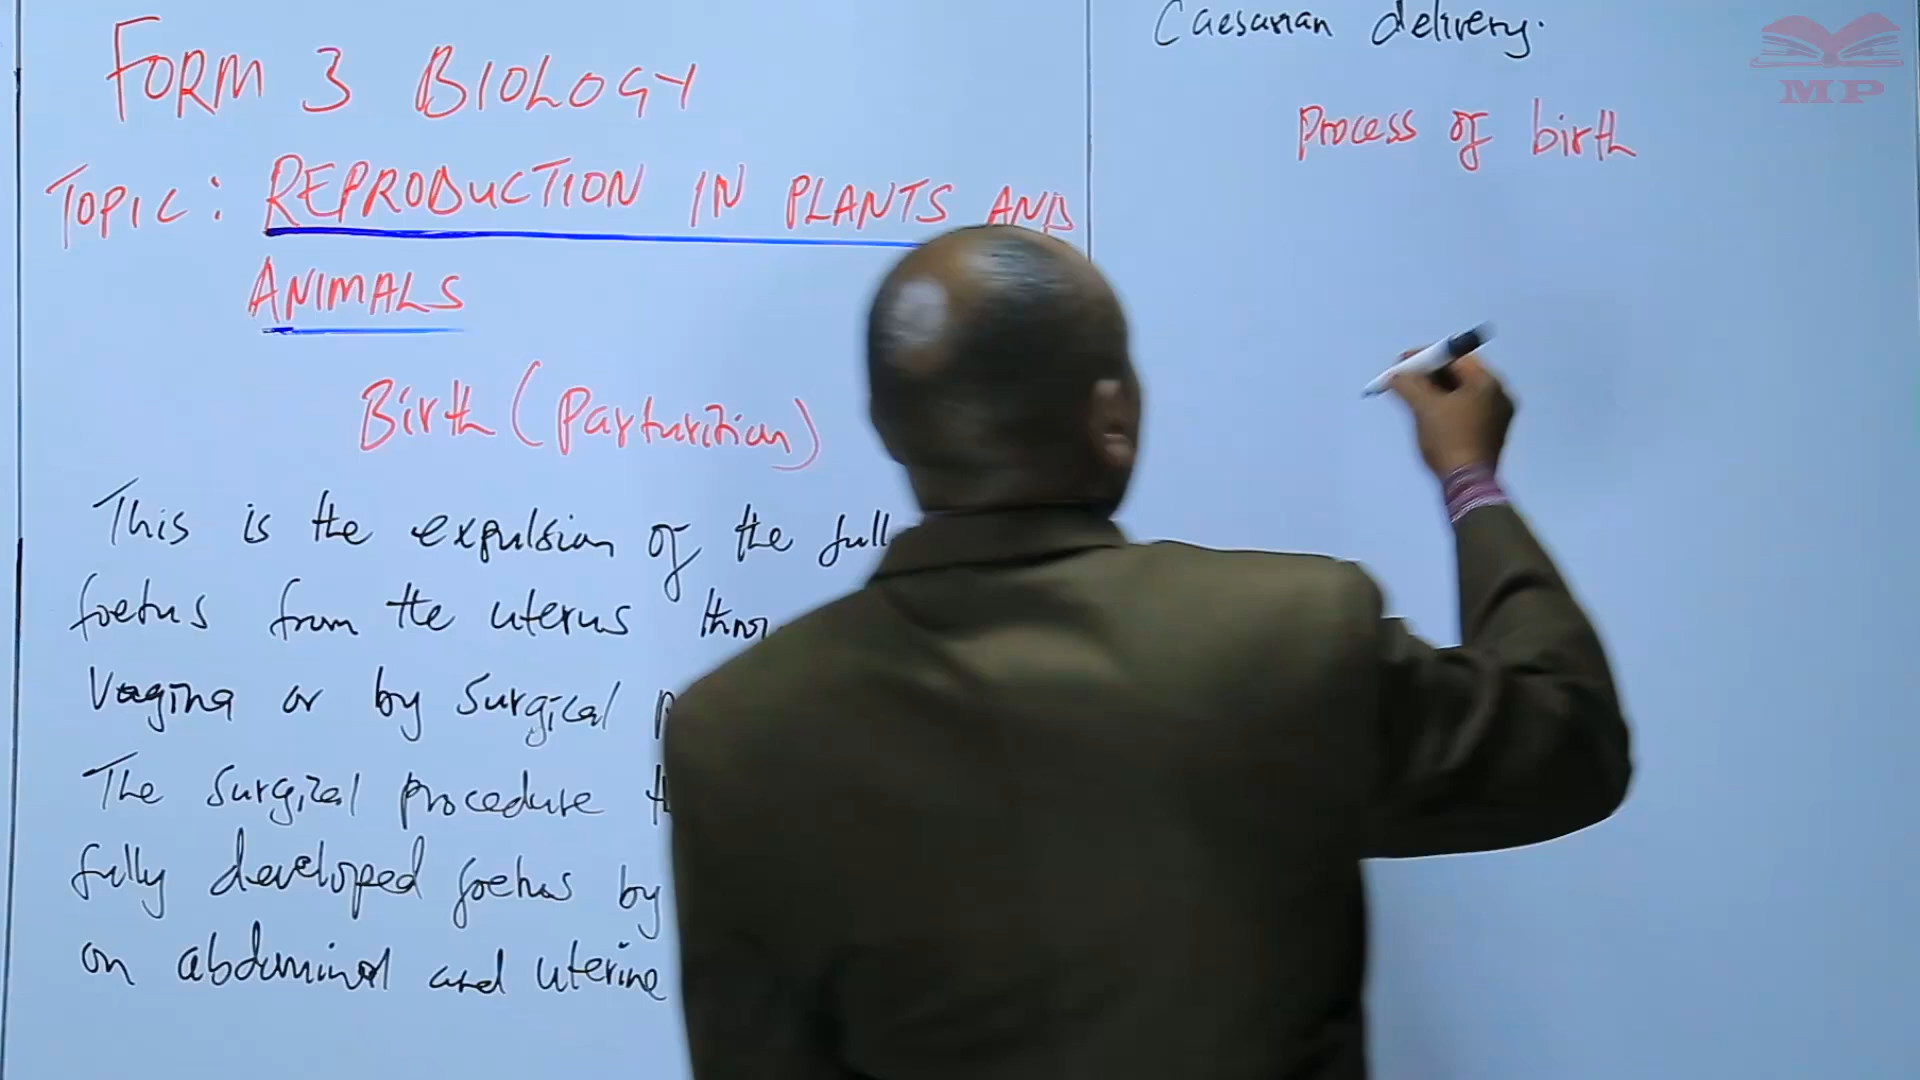 FORM 3 BIOLOGY
TOPIC: REPRODUCTION IN PLANTS AND
ANIMALS
Birth (Parturition)
This is the expulsion of the full
foetus from the uterus
Vagina or by Surgical
The Surgical procedure
fully developed foetus by
on abdominal and uterine
Caesarian delivery.
Process of birth
MP